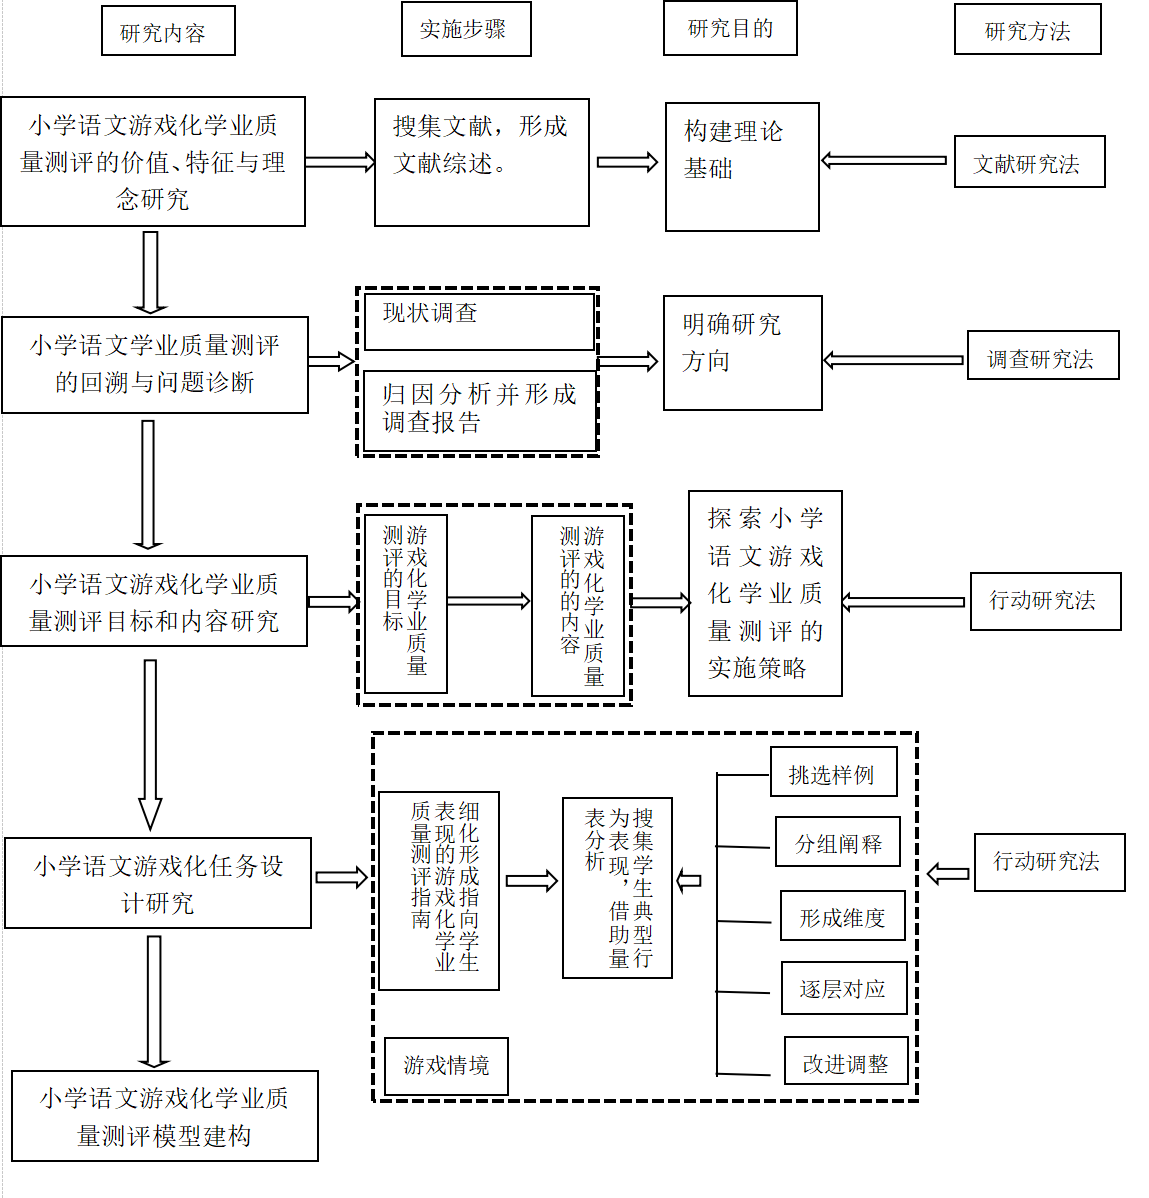 研究内容
实施步骤
研究目的
研究方法
小学语文游戏化学业质
量测评的价值、特征与理
念研究
搜集文献，形成
文献综述。
构建理论
基础
文献研究法
小学语文学业质量测评
的回溯与问题诊断
现状调查
归因分析并形成
调查报告
明确研究
方向
调查研究法
小学语文游戏化学业质
量测评目标和内容研究
游戏化学业质量
测评的目标
游戏化学业质量
测评的的内容
探索小学
语文游戏
化学业质
量测评的
实施策略
行动研究法
小学语文游戏化任务设
计研究
细化形成指向学生
表现的游戏化学业
质量测评指南
游戏情境
搜集学生典型行
为表现，借助量
表分析
挑选样例
分组阐释
形成维度
逐层对应
改进调整
行动研究法
小学语文游戏化学业质
量测评模型建构